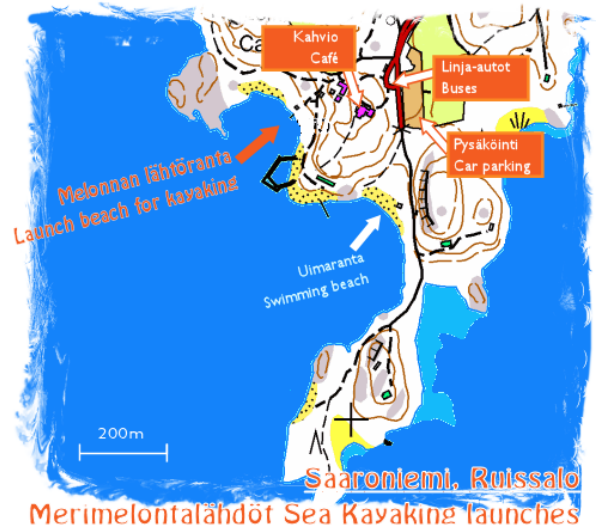 Kahvio
Café
Ca
Linja-autot
Buses
Pysäköinti
Car parking
Melonnan lähtöranta
Launch beach for kayaking
Uimaranta
Swimming beach
200m
N
Saaroniemi, Ruissalo
Merimelontalähdöt Sea Kayaking launches